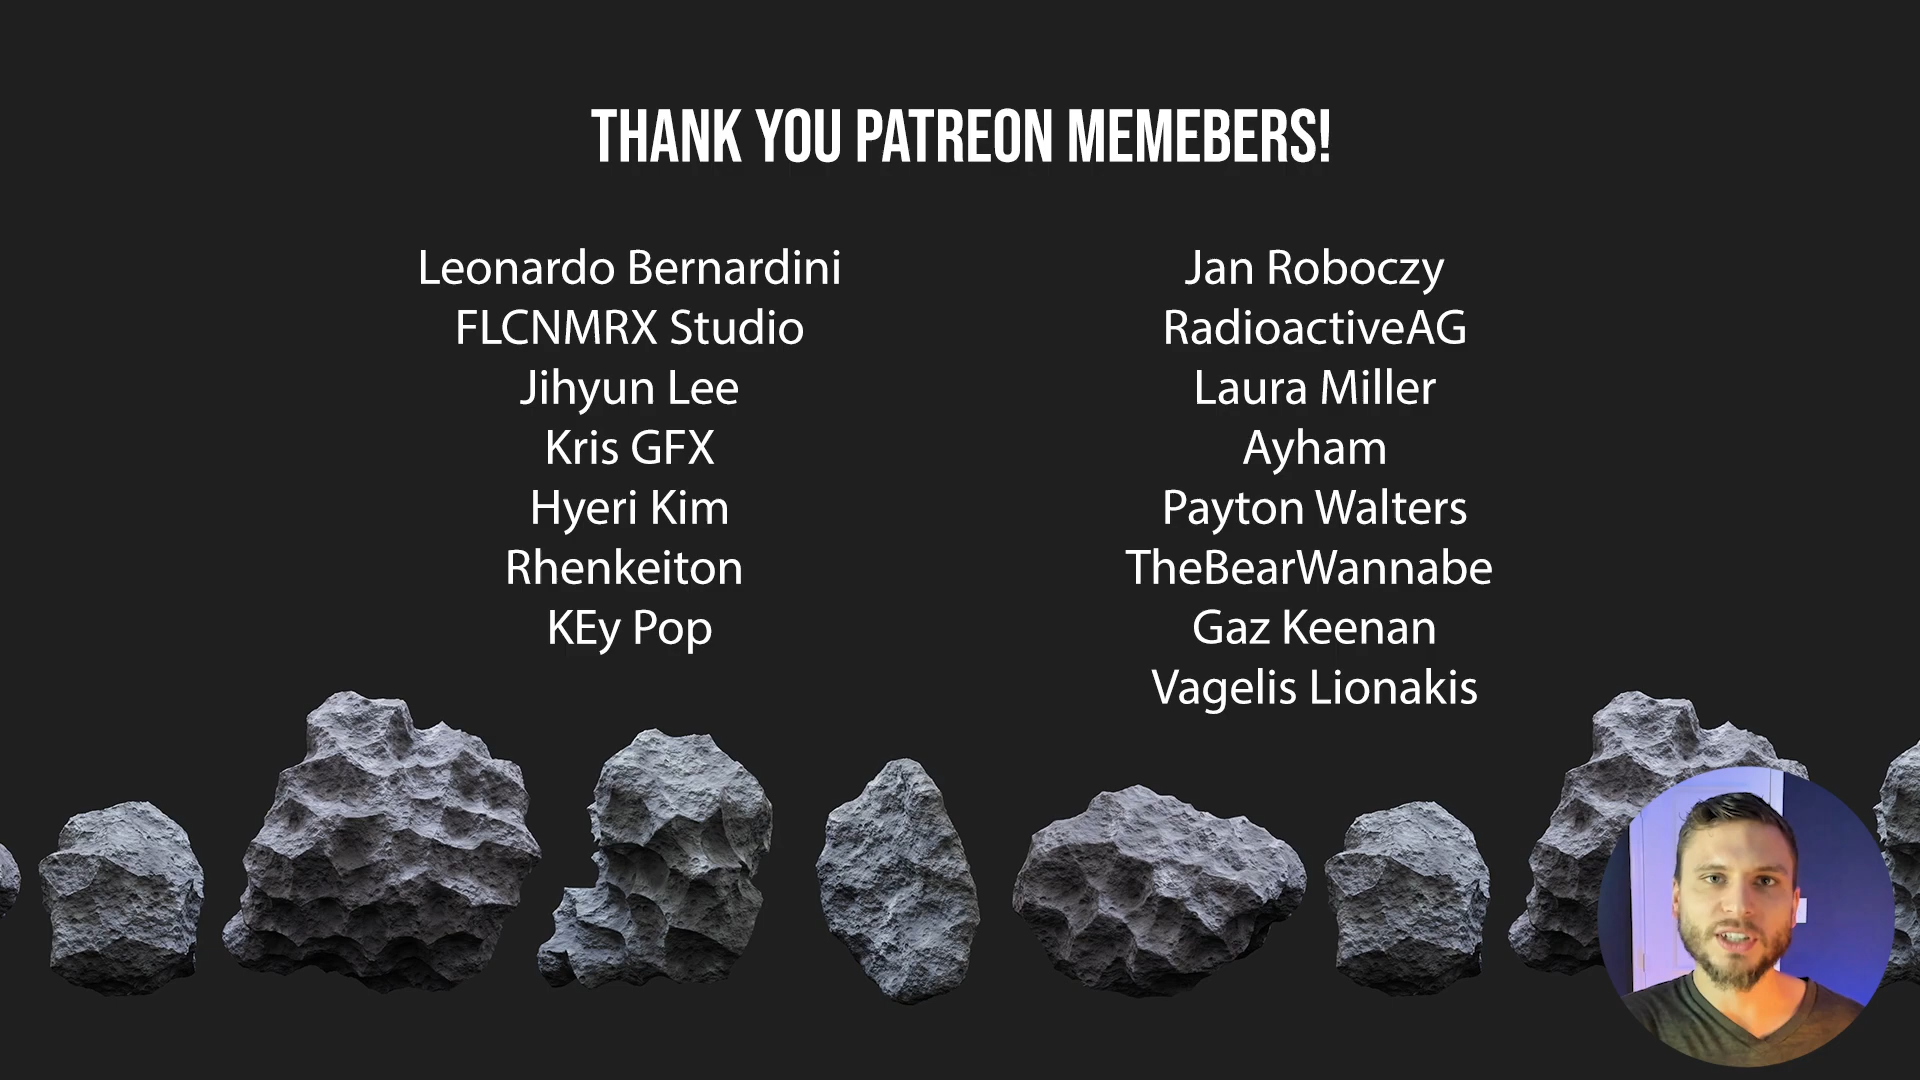 THANK YOU PATREON MEMEBERS!
Leonardo Bernardini
FLCNMRX Studio
Jihyun Lee
Kris GFX
Hyeri Kim
Rhenkeiton
KEy Pop
Jan Roboczy
RadioactiveAG
Laura Miller
Ayham
Payton Walters
TheBearWannabe
Gaz Keenan
Vagelis Lionakis